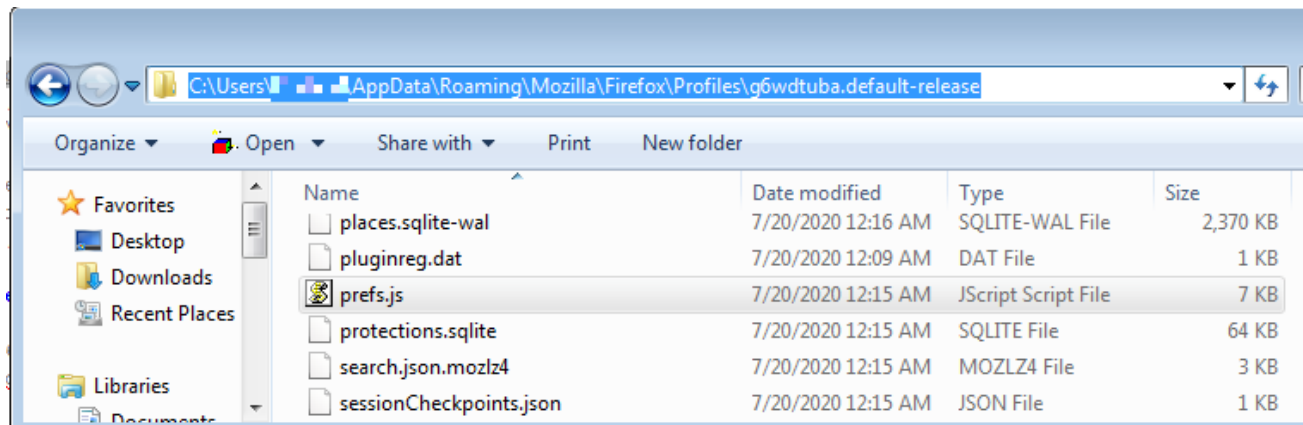 C:\Users\ \AppData\Roaming\Mozilla\Firefox\Profiles\g6wdtuba.default-release
Organize Open Share with Print New folder
Favorites
Desktop
Downloads
Recent Places
Libraries
Documents
Name Date modified Type Size
places.sqlite-wal 7/20/2020 12:16 AM SQLITE-WAL File 2,370 KB
pluginreg.dat 7/20/2020 12:09 AM DAT File 1 KB
prefs.js 7/20/2020 12:15 AM JScript Script File 7 KB
protections.sqlite 7/20/2020 12:15 AM SQLITE File 64 KB
search.json.mozlz4 7/20/2020 12:15 AM MOZLZ4 File 3 KB
sessionCheckpoints.json 7/20/2020 12:15 AM JSON File 1 KB